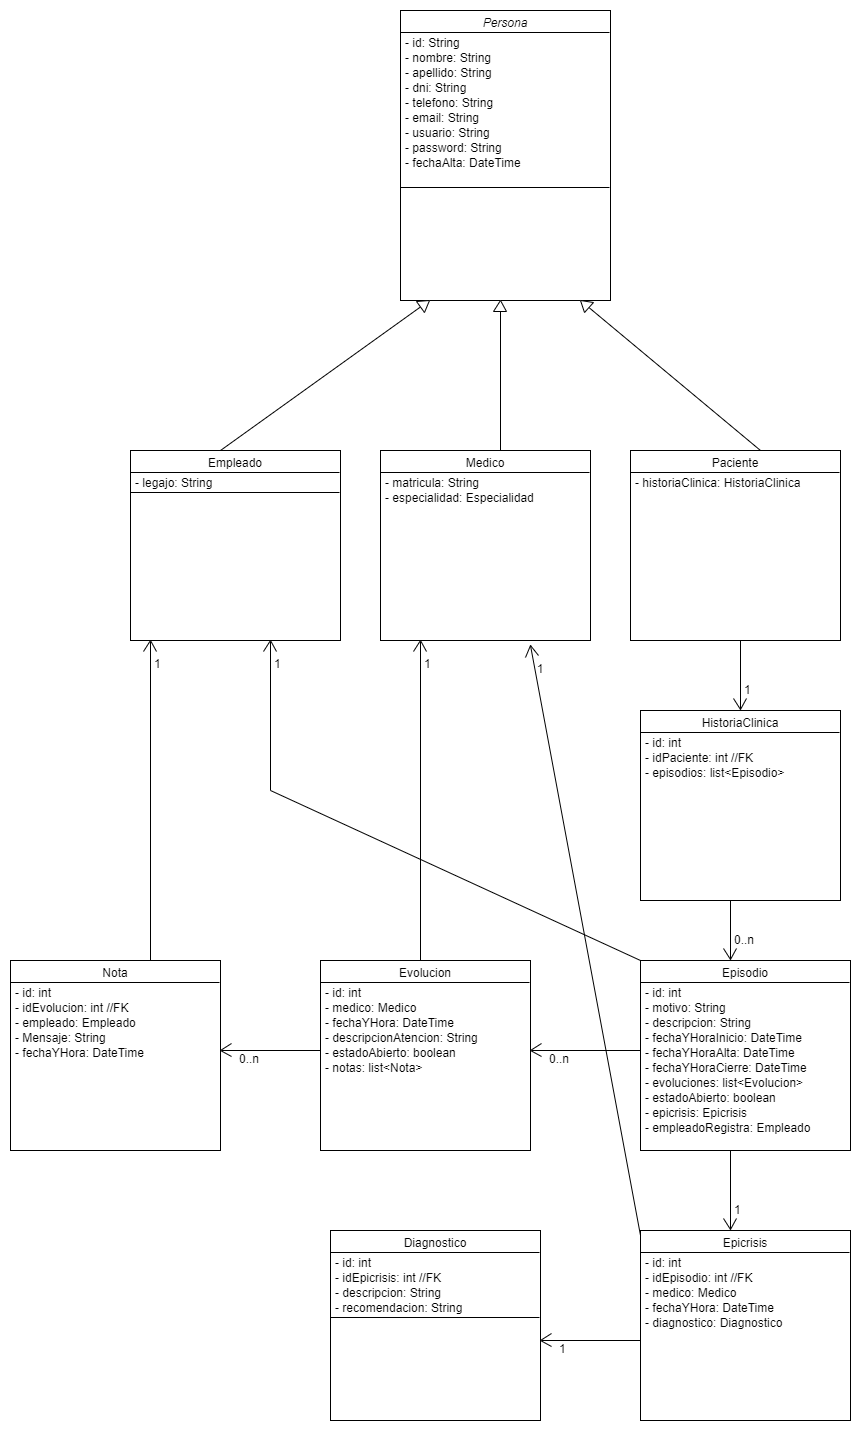 Persona
- id: String
- nombre: String
- apellido: String
- dni: String
- telefono: String
- email: String
- usuario: String
- password: String
- fechaAlta: DateTime
Empleado
- legajo: String
Medico
- matricula: String
- especialidad: Especialidad
Paciente
- historiaClinica: HistoriaClinica
1
1
1
1
1
HistoriaClinica
- id: int
- idPaciente: int //FK
- episodios: list<Episodio>
0..n
Nota
- id: int
- idEvolucion: int //FK
- empleado: Empleado
- Mensaje: String
- fechaYHora: DateTime
0..n
Evolucion
- id: int
- medico: Medico
- fechaYHora: DateTime
- descripcionAtencion: String
- estadoAbierto: boolean
- notas: list<Nota>
0..n
Episodio
- id: int
- motivo: String
- descripcion: String
- fechaYHoraInicio: DateTime
- fechaYHoraAlta: DateTime
- fechaYHoraCierre: DateTime
- evoluciones: list<Evolucion>
- estadoAbierto: boolean
- epicrisis: Epicrisis
- empleadoRegistra: Empleado
1
Diagnostico
- id: int
- idEpicrisis: int //FK
- descripcion: String
- recomendacion: String
1
Epicrisis
- id: int
- idEpisodio: int //FK
- medico: Medico
- fechaYHora: DateTime
- diagnostico: Diagnostico